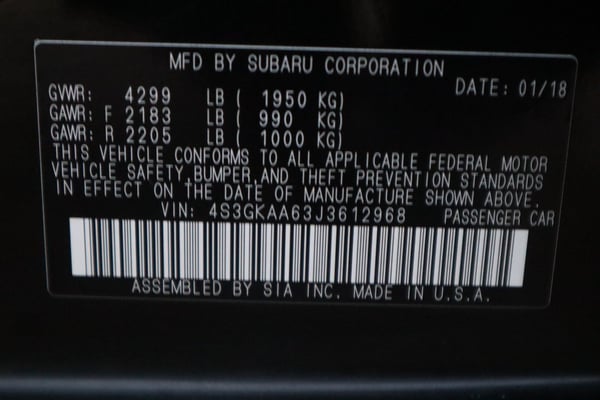 MFD BY SUBARU CORPORATION
DATE: 01/18
GVWR: 4299 LB ( 1950 KG)
GAWR: F 2183 LB ( 990 KG)
GAWR: R 2205 LB ( 1000 KG)
THIS VEHICLE CONFORMS TO ALL APPLICABLE FEDERAL MOTOR
VEHICLE SAFETY,BUMPER,AND THEFT PREVENTION STANDARDS
IN EFFECT ON THE DATE OF MANUFACTURE SHOWN ABOVE.
VIN: 4S3GKAA63J3612968 PASSENGER CAR
ASSEMBLED BY SIA INC. MADE IN U.S.A.